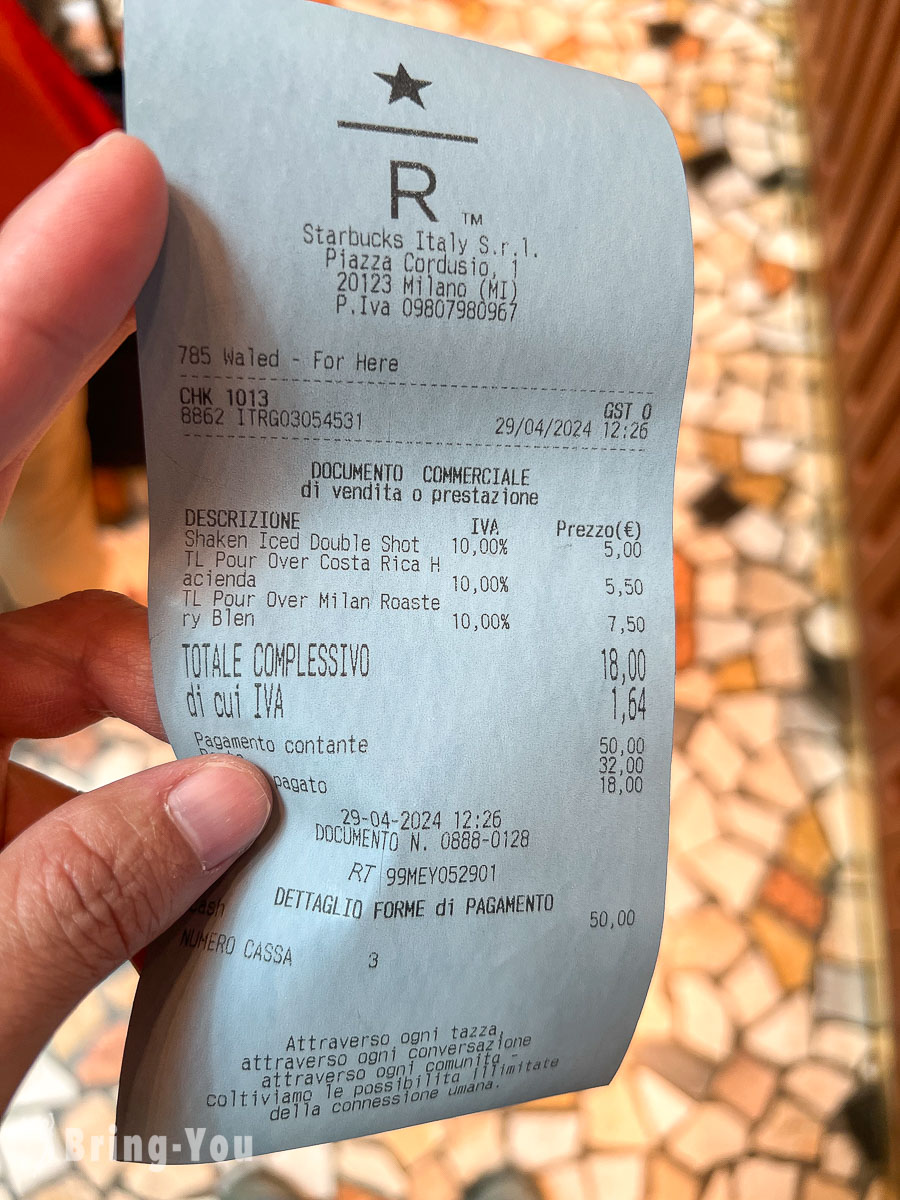 R
TM
Starbucks Italy S.r.l.
Piazza Cordusio, 1
20123 Milano (MI)
P.Iva 09807980967
785 Waled - For Here
CHK 1013 GST 0
8862 ITRG03054531 29/04/2024 12:26
DOCUMENTO COMMERCIALE
di vendita o prestazione
DESCRIZIONE IVA Prezzo(€)
Shaken Iced Double Shot 10,00% 5,00
TL Pour Over Costa Rica H
acienda 10,00% 5,50
TL Pour Over Milan Roaste
ry Blen 10,00% 7,50
TOTALE COMPLESSIVO 18,00
di cui IVA 1,64
Pagamento contante 50,00
32,00
pagato 18,00
29-04-2024 12:26
DOCUMENTO N. 0888-0128
RT 99MEY052901
DETTAGLIO FORME di PAGAMENTO
50,00
NUMERO CASSA 3
Attraverso ogni tazza,
attraverso ogni conversazione
attraverso ogni comunita -
coltiviamo le possibilita illimitate
della connessione umana.
Bring-You